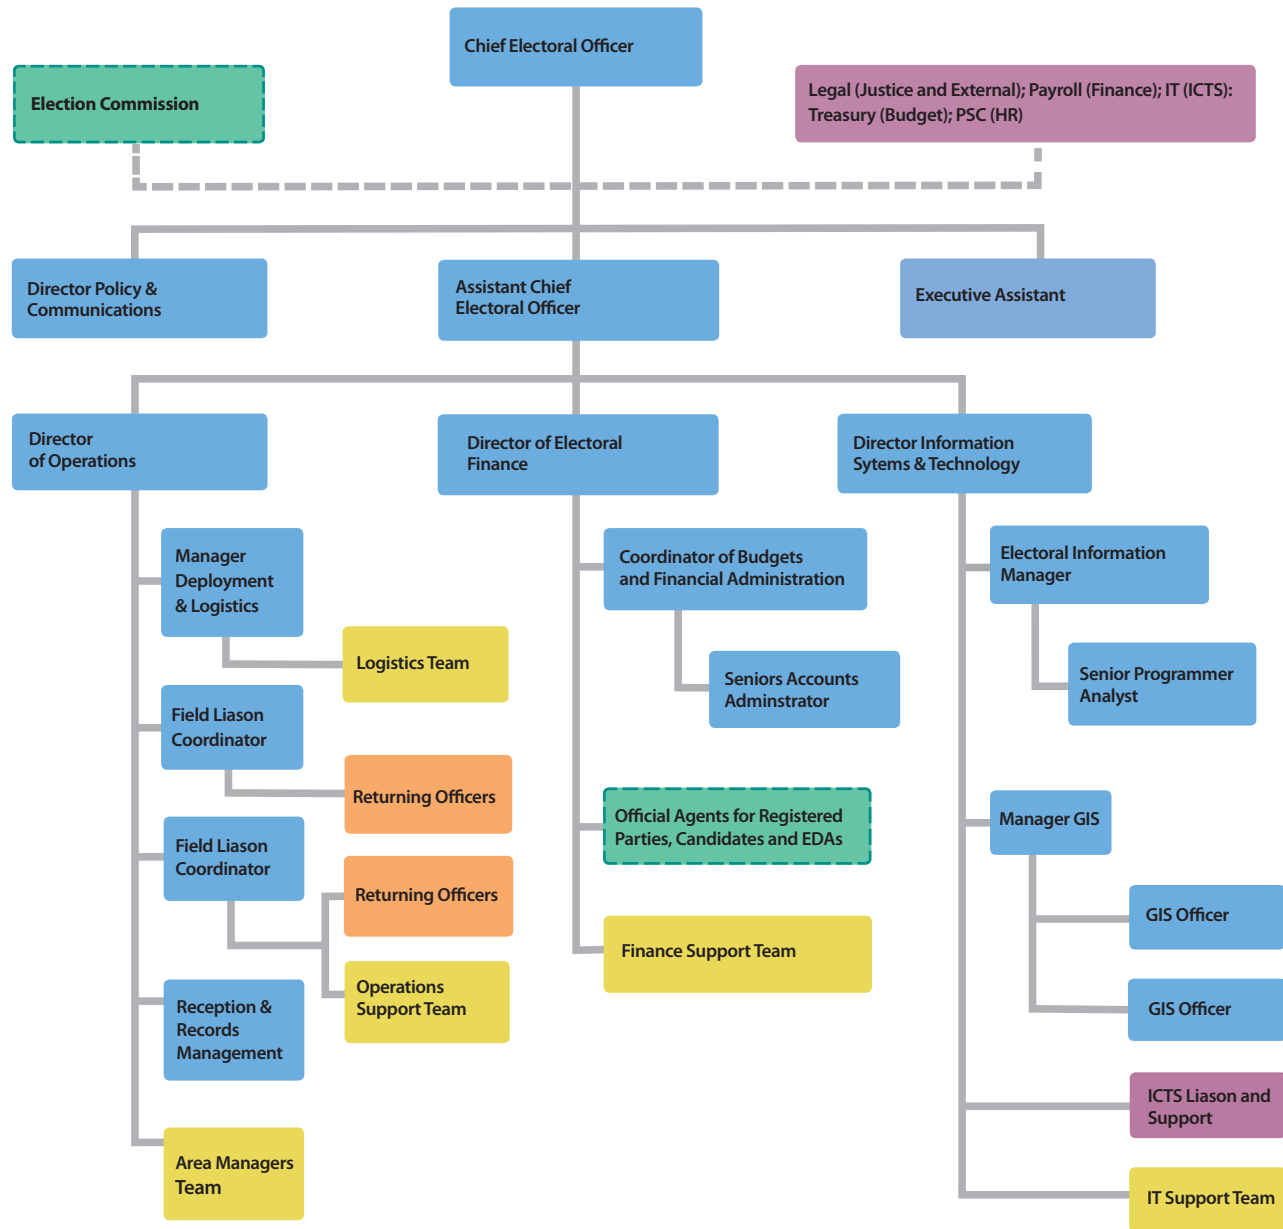 Chief Electoral Officer
Election Commission
Legal (Justice and External); Payroll (Finance); IT (ICTS):
Treasury (Budget); PSC (HR)
Director Policy &
Communications
Assistant Chief
Electoral Officer
Executive Assistant
Director
of Operations
Director of Electoral
Finance
Director Information
Sytems & Technology
Manager
Deployment
& Logistics
Logistics Team
Field Liason
Coordinator
Returning Officers
Field Liason
Coordinator
Returning Officers
Operations
Support Team
Reception &
Records
Management
Area Managers
Team
Coordinator of Budgets
and Financial Administration
Seniors Accounts
Adminstrator
Official Agents for Registered
Parties, Candidates and EDAs
Finance Support Team
Electoral Information
Manager
Senior Programmer
Analyst
Manager GIS
GIS Officer
GIS Officer
ICTS Liason and
Support
IT Support Team